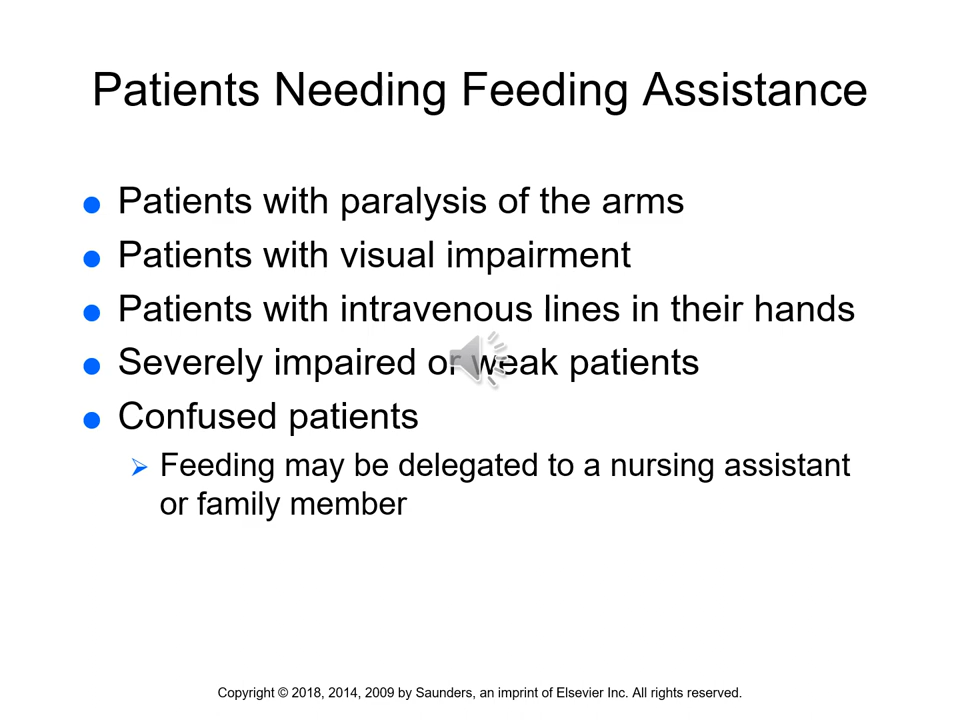 Patients Needing Feeding Assistance
Patients with paralysis of the arms
Patients with visual impairment
Patients with intravenous lines in their hands
Severely impaired or weak patients
Confused patients
Feeding may be delegated to a nursing assistant
or family member
Copyright © 2018, 2014, 2009 by Saunders, an imprint of Elsevier Inc. All rights reserved.